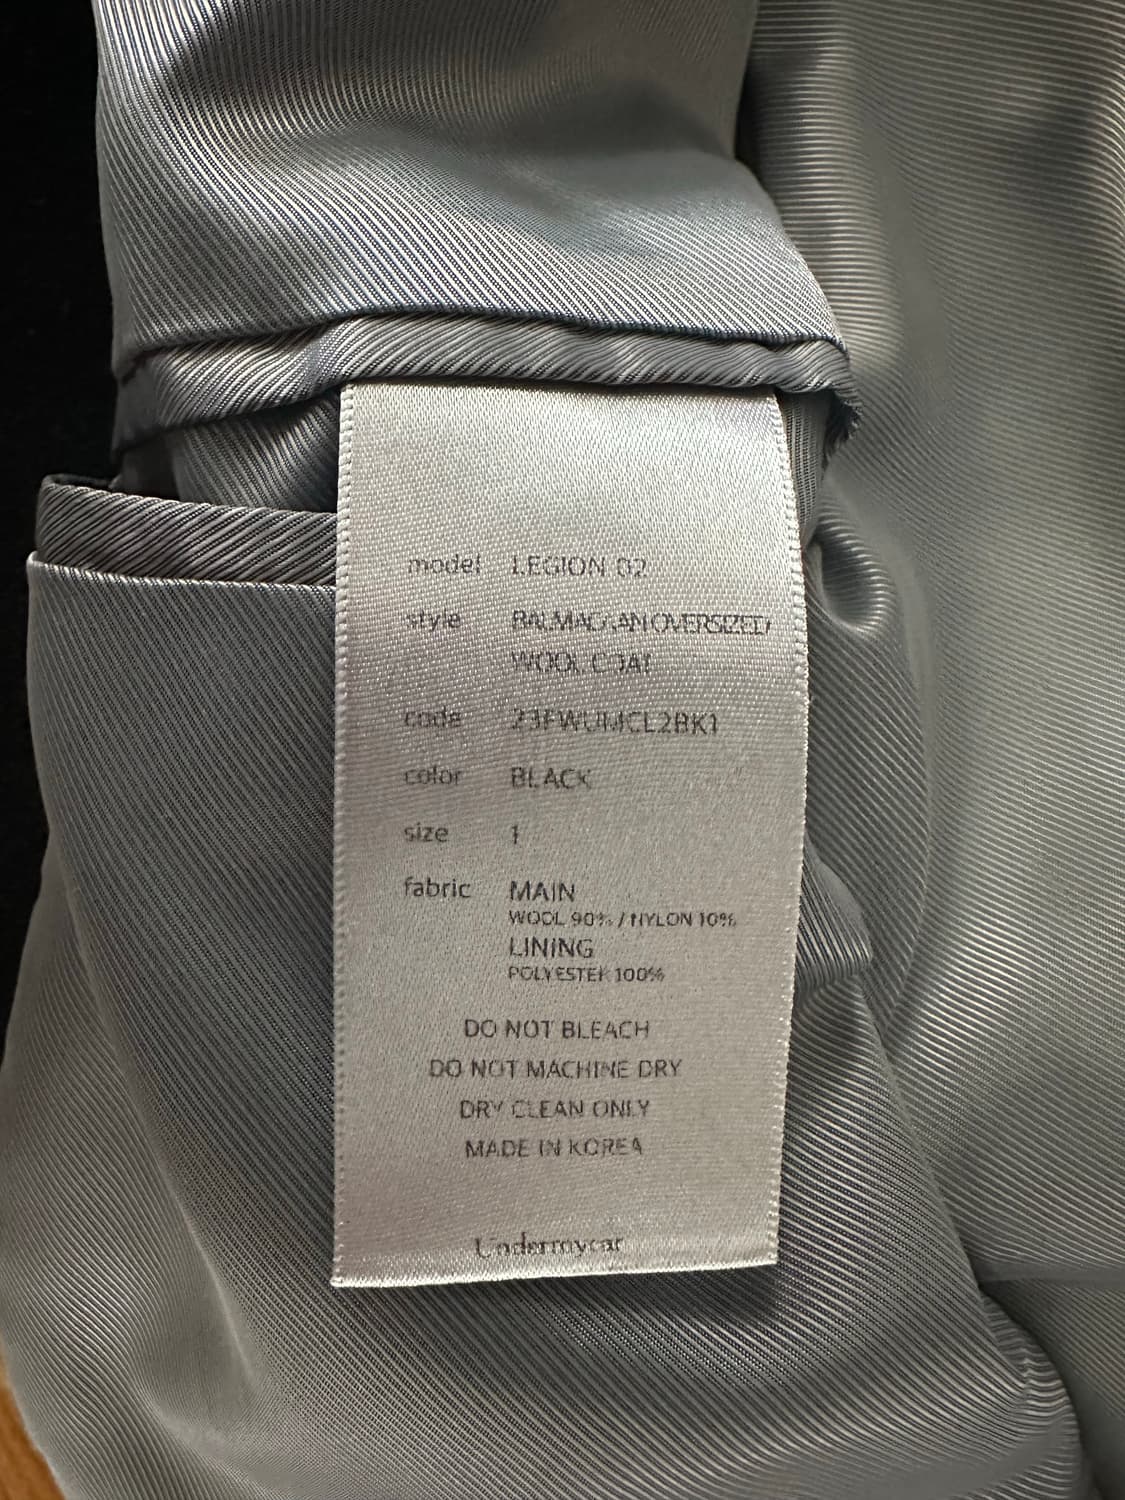 model LEGION 02
style BALMACAAN OVERSIZED/
WOOL COAT
code 23FWUMCL2BK1
color BLACK
size 1
fabric MAIN
WOOL 90% / NYLON 10%
LINING
POLYESTER 100%
DO NOT BLEACH
DO NOT MACHINE DRY
DRY CLEAN ONLY
MADE IN KOREA
Undermycar